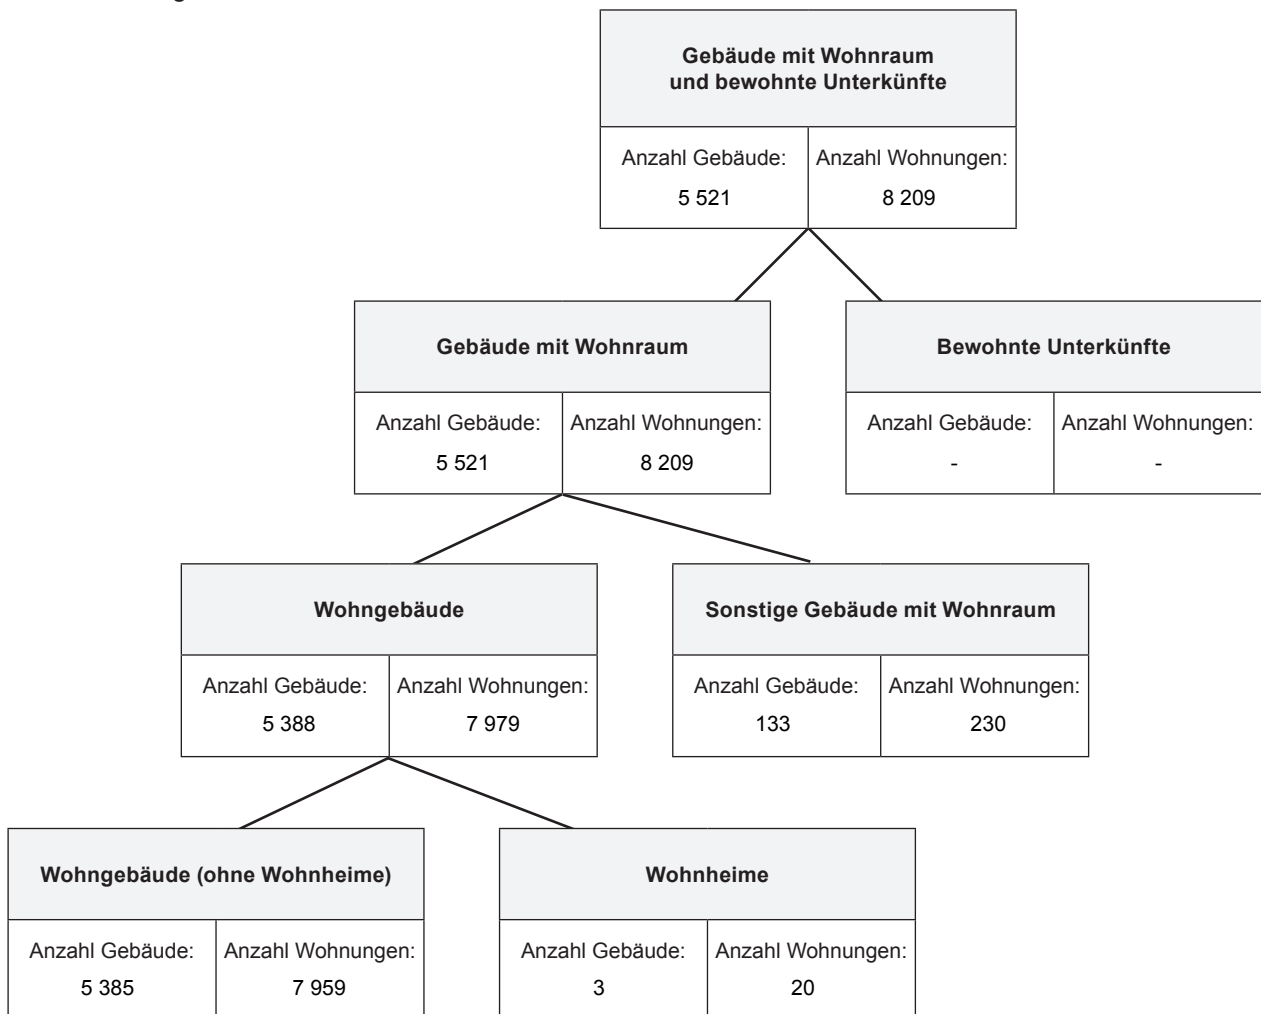 Gebäude mit Wohnraum
und bewohnte Unterkünfte
Anzahl Gebäude: Anzahl Wohnungen:
5 521 8 209
Gebäude mit Wohnraum
Anzahl Gebäude: Anzahl Wohnungen:
5 521 8 209
Bewohnte Unterkünfte
Anzahl Gebäude: Anzahl Wohnungen:
- -
Wohngebäude
Anzahl Gebäude: Anzahl Wohnungen:
5 388 7 979
Sonstige Gebäude mit Wohnraum
Anzahl Gebäude: Anzahl Wohnungen:
133 230
Wohngebäude (ohne Wohnheime)
Anzahl Gebäude: Anzahl Wohnungen:
5 385 7 959
Wohnheime
Anzahl Gebäude: Anzahl Wohnungen:
3 20